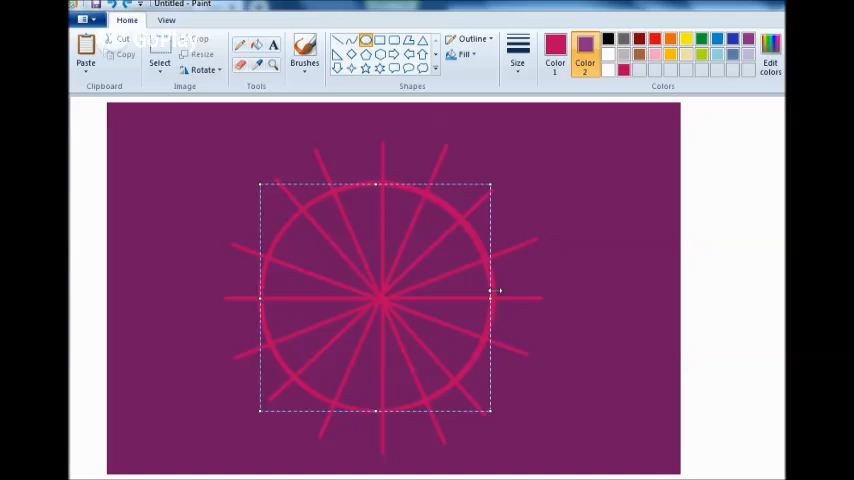 Untitled - Paint
Home View
Cut
Copy
Paste
Clipboard
Select
Crop
Resize
Rotate
Image
A
Tools
Brushes
Outline
Fill
Shapes
Size
Color 1
Color 2
Edit colors
Colors